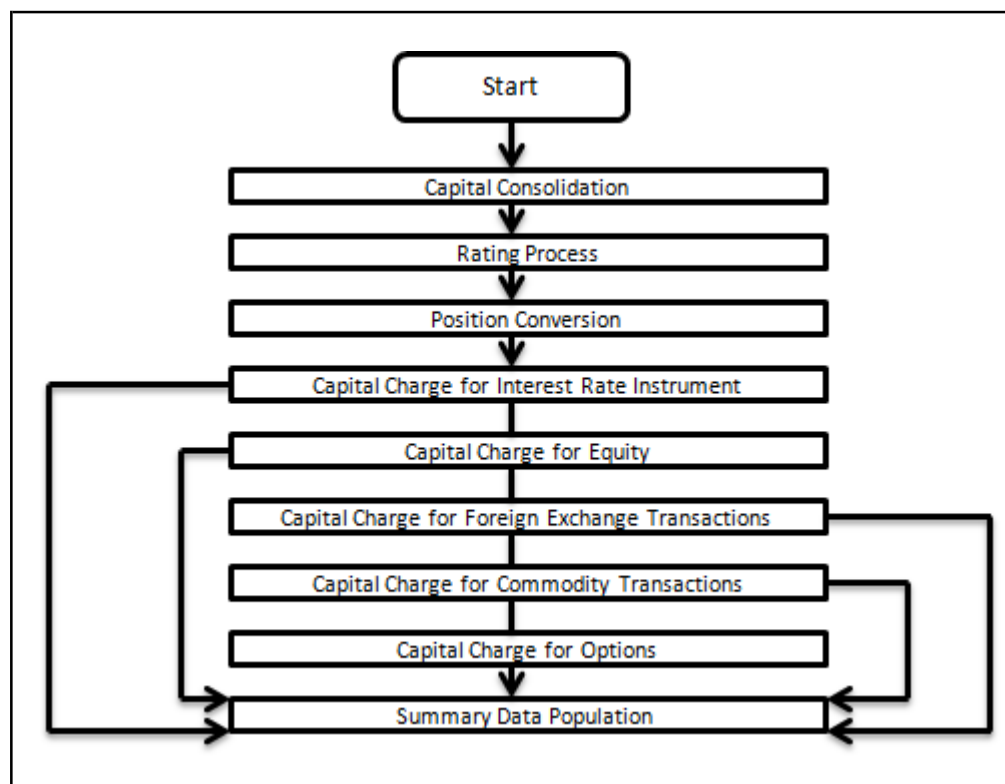 Start
Capital Consolidation
Rating Process
Position Conversion
Capital Charge for Interest Rate Instrument
Capital Charge for Equity
Capital Charge for Foreign Exchange Transactions
Capital Charge for Commodity Transactions
Capital Charge for Options
Summary Data Population